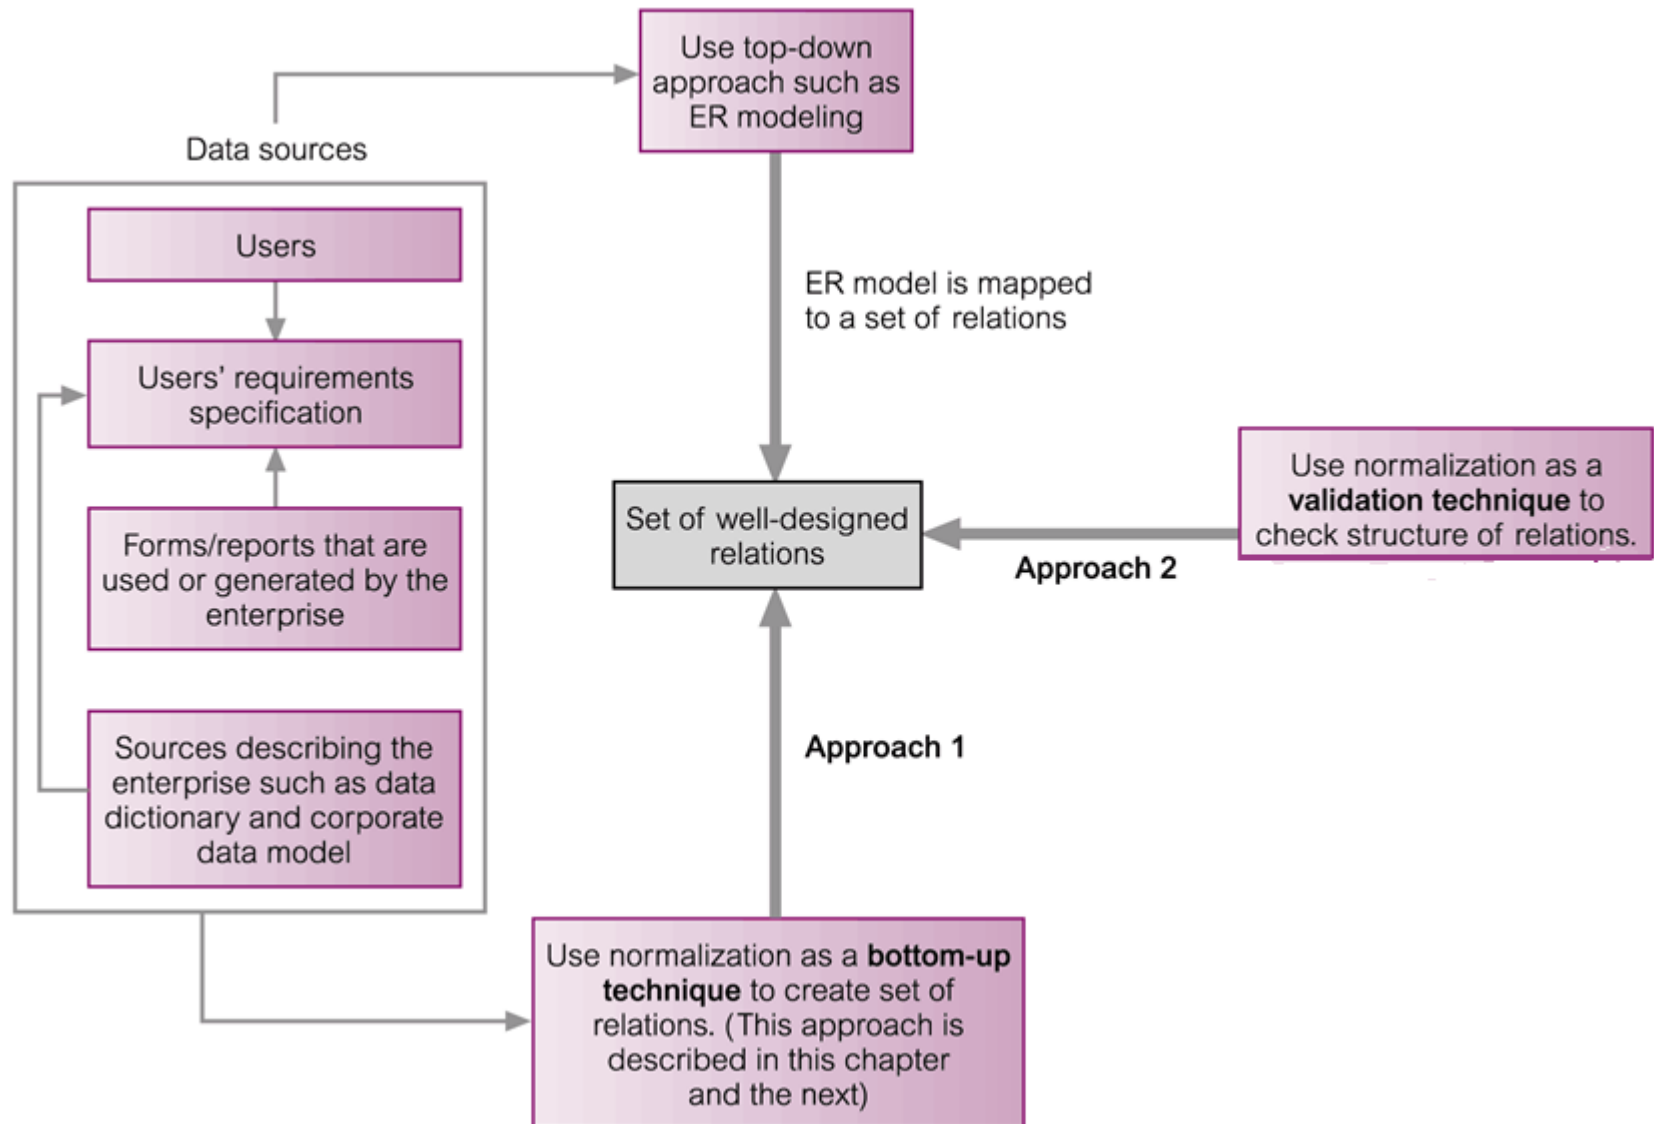 Use top-down
approach such as
ER modeling
Data sources
Users
Users’ requirements
specification
Forms/reports that are
used or generated by the
enterprise
Sources describing the
enterprise such as data
dictionary and corporate
data model
ER model is mapped
to a set of relations
Set of well-designed
relations
Use normalization as a
validation technique to
check structure of relations.
Approach 2
Approach 1
Use normalization as a bottom-up
technique to create set of
relations. (This approach is
described in this chapter
and the next)